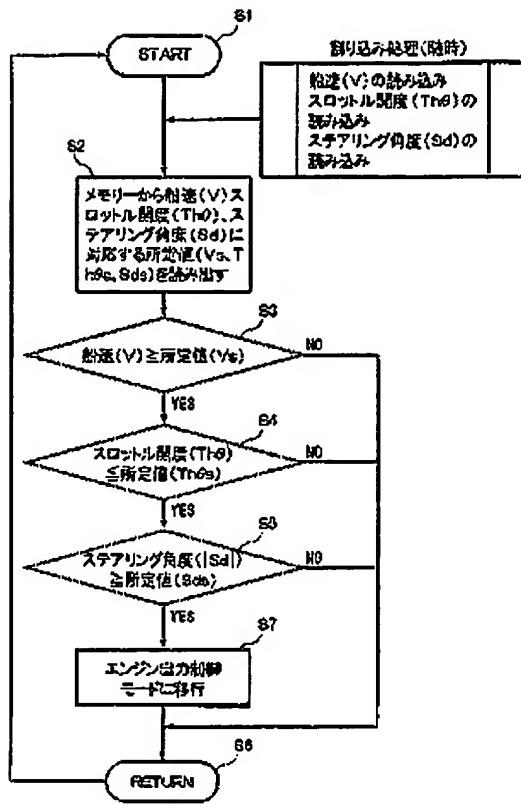 S1
START
割り込み処理(随時)
船速(V)の読み込み
スロットル開度(Thθ)の
読み込み
ステアリング角度(Sd)の
読み込み
S2
メモリーから船速(V)ス
ロットル開度(Thθ)、ス
テアリング角度(Sd)に
対応する所定値(Vs、T
hθs、Sds)を読み出す
S3
船速(V)≧所定値(Vs)
NO
YES
S4
スロットル開度(Thθ)
≦所定値(Thθs)
NO
YES
S5
ステアリング角度(|Sd|)
≧所定値(Sds)
NO
YES
S7
エンジン出力制御
モードに移行
S6
RETURN